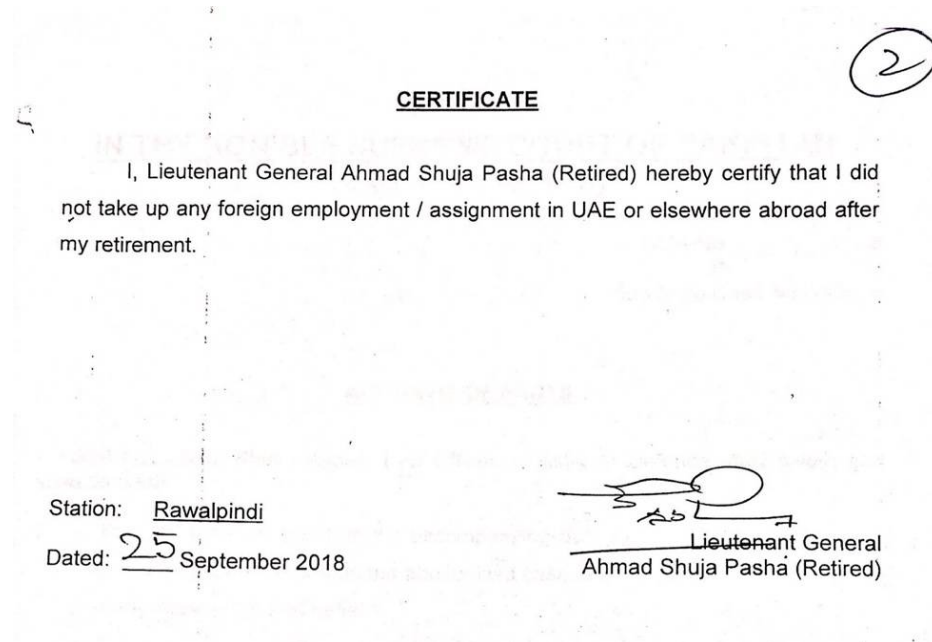 2
CERTIFICATE
I, Lieutenant General Ahmad Shuja Pasha (Retired) hereby certify that I did
not take up any foreign employment / assignment in UAE or elsewhere abroad after
my retirement.
Station: Rawalpindi
Dated: 25 September 2018
Lieutenant General
Ahmad Shuja Pasha (Retired)